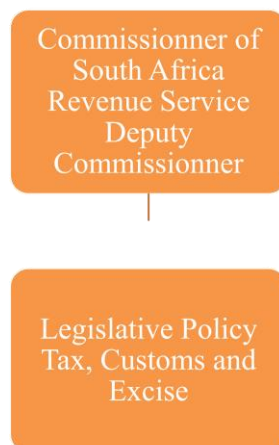 Commissionner of
South Africa
Revenue Service
Deputy
Commissionner
Legislative Policy
Tax, Customs and
Excise